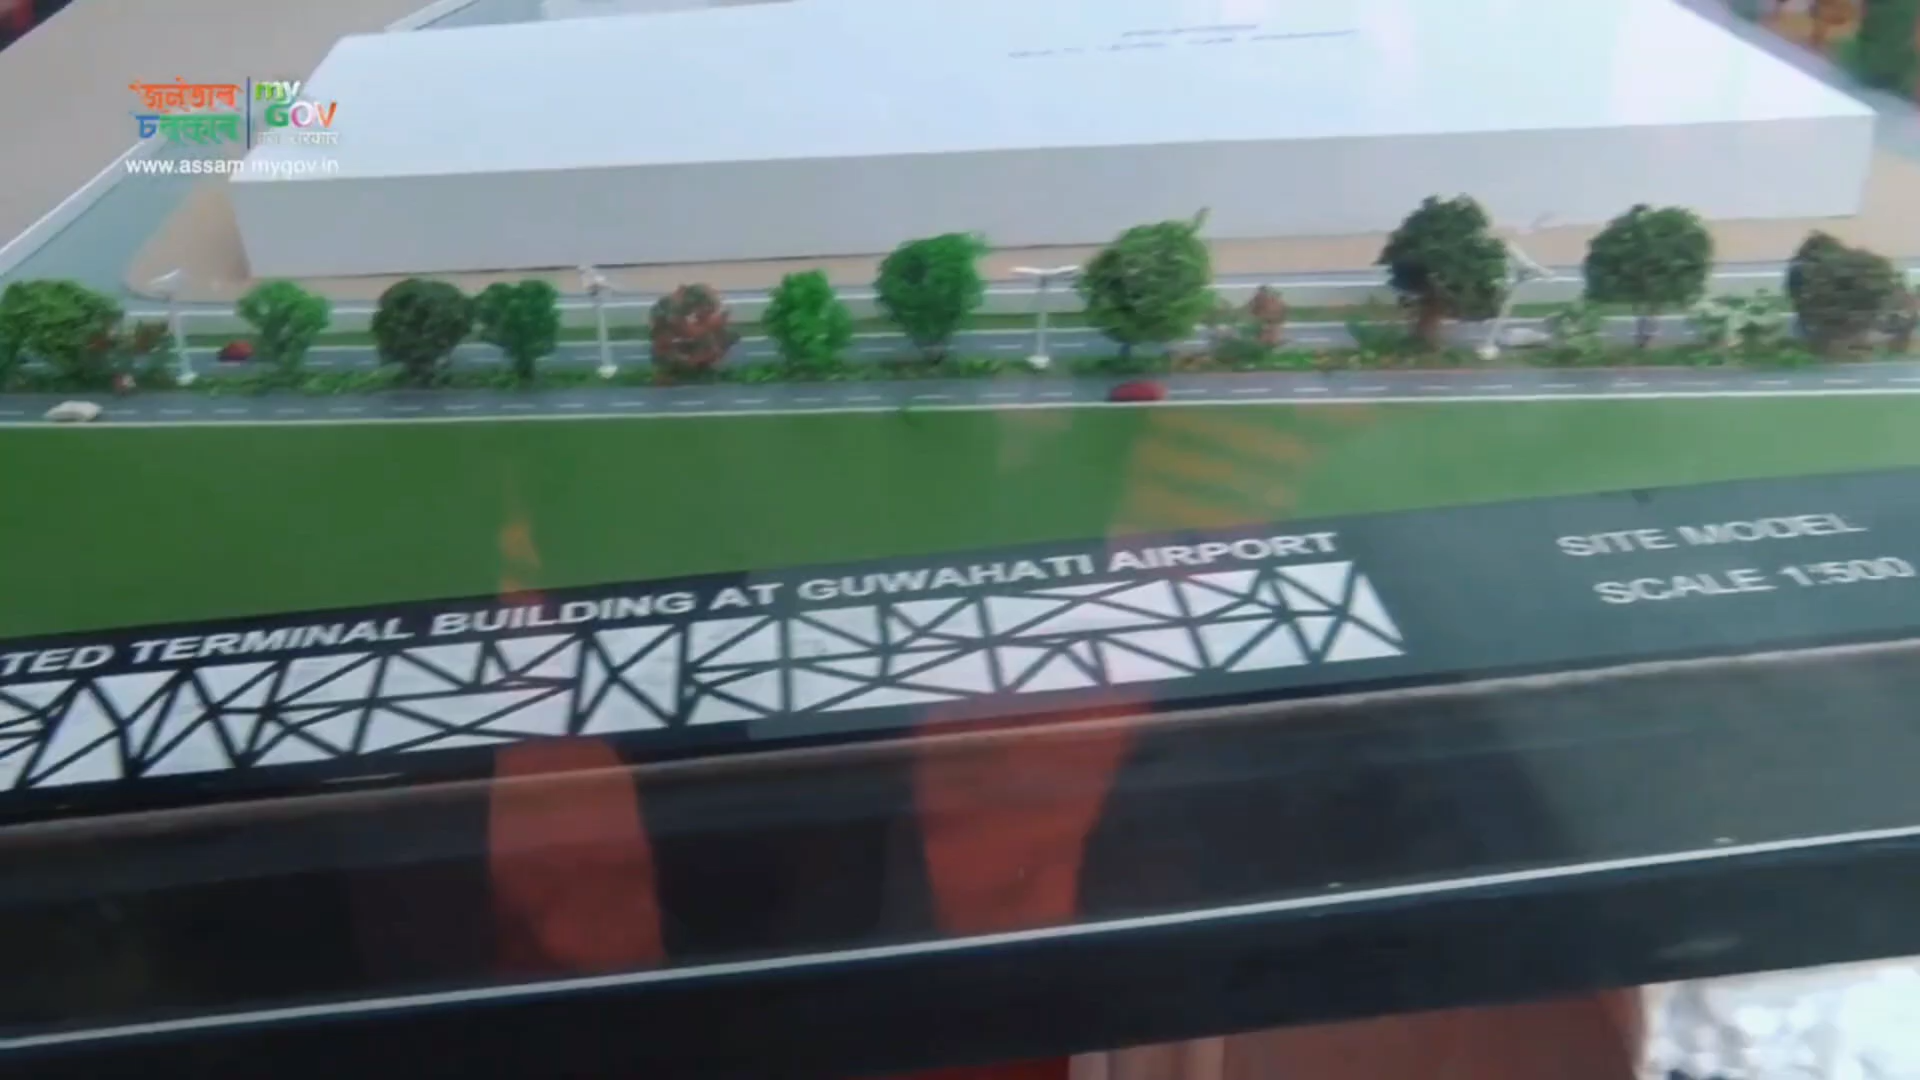 জনতাৰ
চৰকাৰ
my
GOV
www.assam.mygov.in
TED TERMINAL BUILDING AT GUWAHATI AIRPORT
SITE MODEL
SCALE 1:500